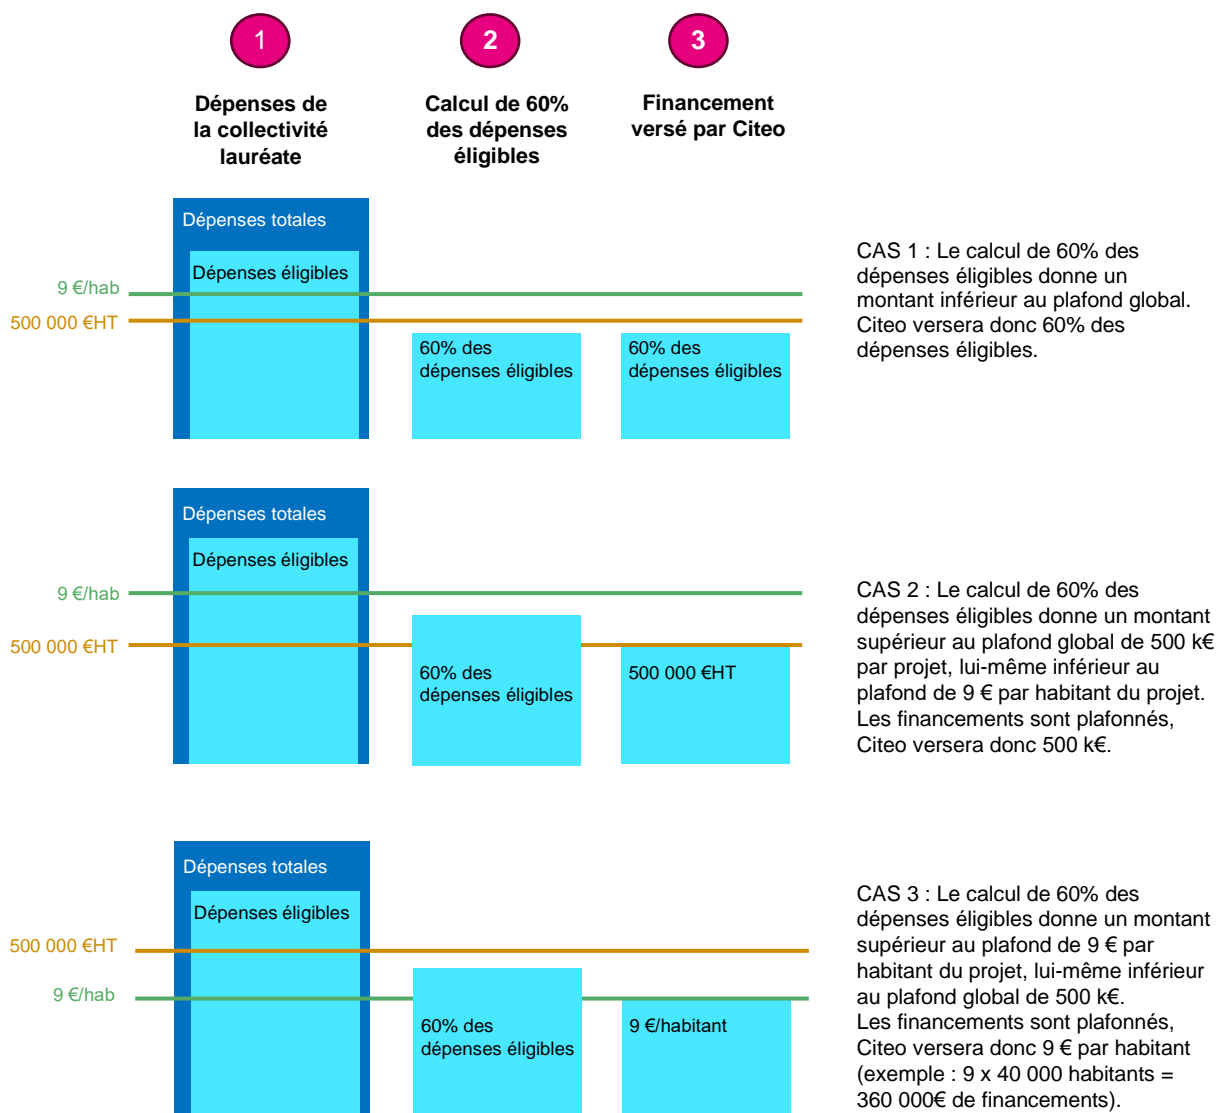 1
2
3
Dépenses de
la collectivité
lauréate
Calcul de 60%
des dépenses
éligibles
Financement
versé par Citeo
Dépenses totales
Dépenses éligibles
9 €/hab
500 000 €HT
60% des
dépenses éligibles
60% des
dépenses éligibles
CAS 1 : Le calcul de 60% des
dépenses éligibles donne un
montant inférieur au plafond global.
Citeo versera donc 60% des
dépenses éligibles.
Dépenses totales
Dépenses éligibles
9 €/hab
500 000 €HT
60% des
dépenses éligibles
500 000 €HT
CAS 2 : Le calcul de 60% des
dépenses éligibles donne un montant
supérieur au plafond global de 500 k€
par projet, lui-même inférieur au
plafond de 9 € par habitant du projet.
Les financements sont plafonnés,
Citeo versera donc 500 k€.
Dépenses totales
Dépenses éligibles
500 000 €HT
9 €/hab
60% des
dépenses éligibles
9 €/habitant
CAS 3 : Le calcul de 60% des
dépenses éligibles donne un montant
supérieur au plafond de 9 € par
habitant du projet, lui-même inférieur
au plafond global de 500 k€.
Les financements sont plafonnés,
Citeo versera donc 9 € par habitant
(exemple : 9 x 40 000 habitants =
360 000€ de financements).